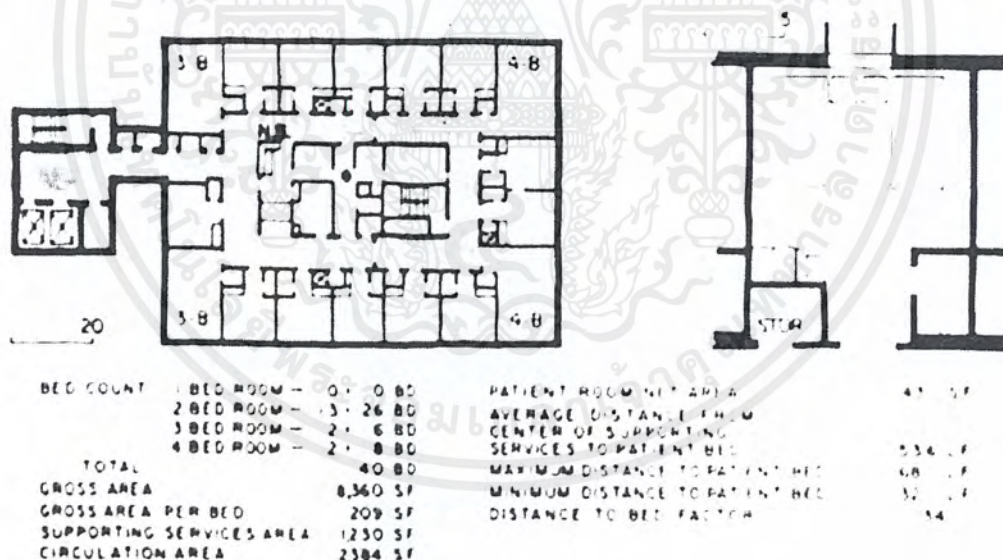 3-B
4-B
N.S.
3-B
4-B
20
5
STOR
BED COUNT 1 BED ROOM — 0 · 0 BD
2 BED ROOM — 13 · 26 BD
3 BED ROOM — 2 · 6 BD
4 BED ROOM — 2 · 8 BD
TOTAL 40 BD
GROSS AREA 8,360 SF
GROSS AREA PER BED 209 SF
SUPPORTING SERVICES AREA 1230 SF
CIRCULATION AREA 2384 SF
PATIENT ROOM NET AREA
AVERAGE DISTANCE FROM
CENTER OF SUPPORTING
SERVICES TO PATIENT BED
MAXIMUM DISTANCE TO PATIENT BED
MINIMUM DISTANCE TO PATIENT BED
DISTANCE TO BED FACTOR